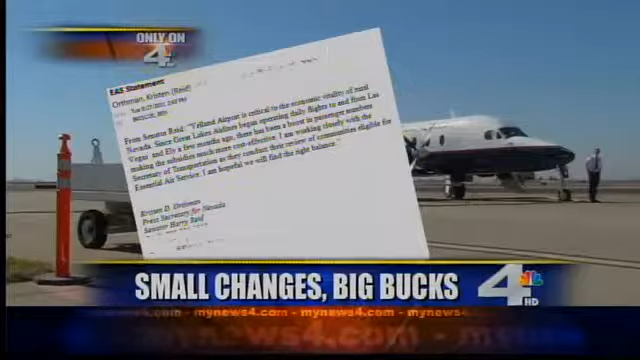 ONLY ON
4
EAS Statement
Orthman, Kristen (Reid)
From Senator Reid: "Yelland Airport is critical to the economic vitality of rural
Nevada. Since Great Lakes Airlines began operating daily flights to and from Las
Vegas and Ely a few months ago, there has been a boost in passenger numbers
making the subsidies much more cost-effective. I am working closely with the
Secretary of Transportation as they conduct their review of communities eligible for
Essential Air Service. I am hopeful we will find the right balance."
Kristen D. Orthman
Press Secretary for Nevada
Senator Harry Reid
SMALL CHANGES, BIG BUCKS
4
HD
.com - mynews4.com - mynews4.com - mynews